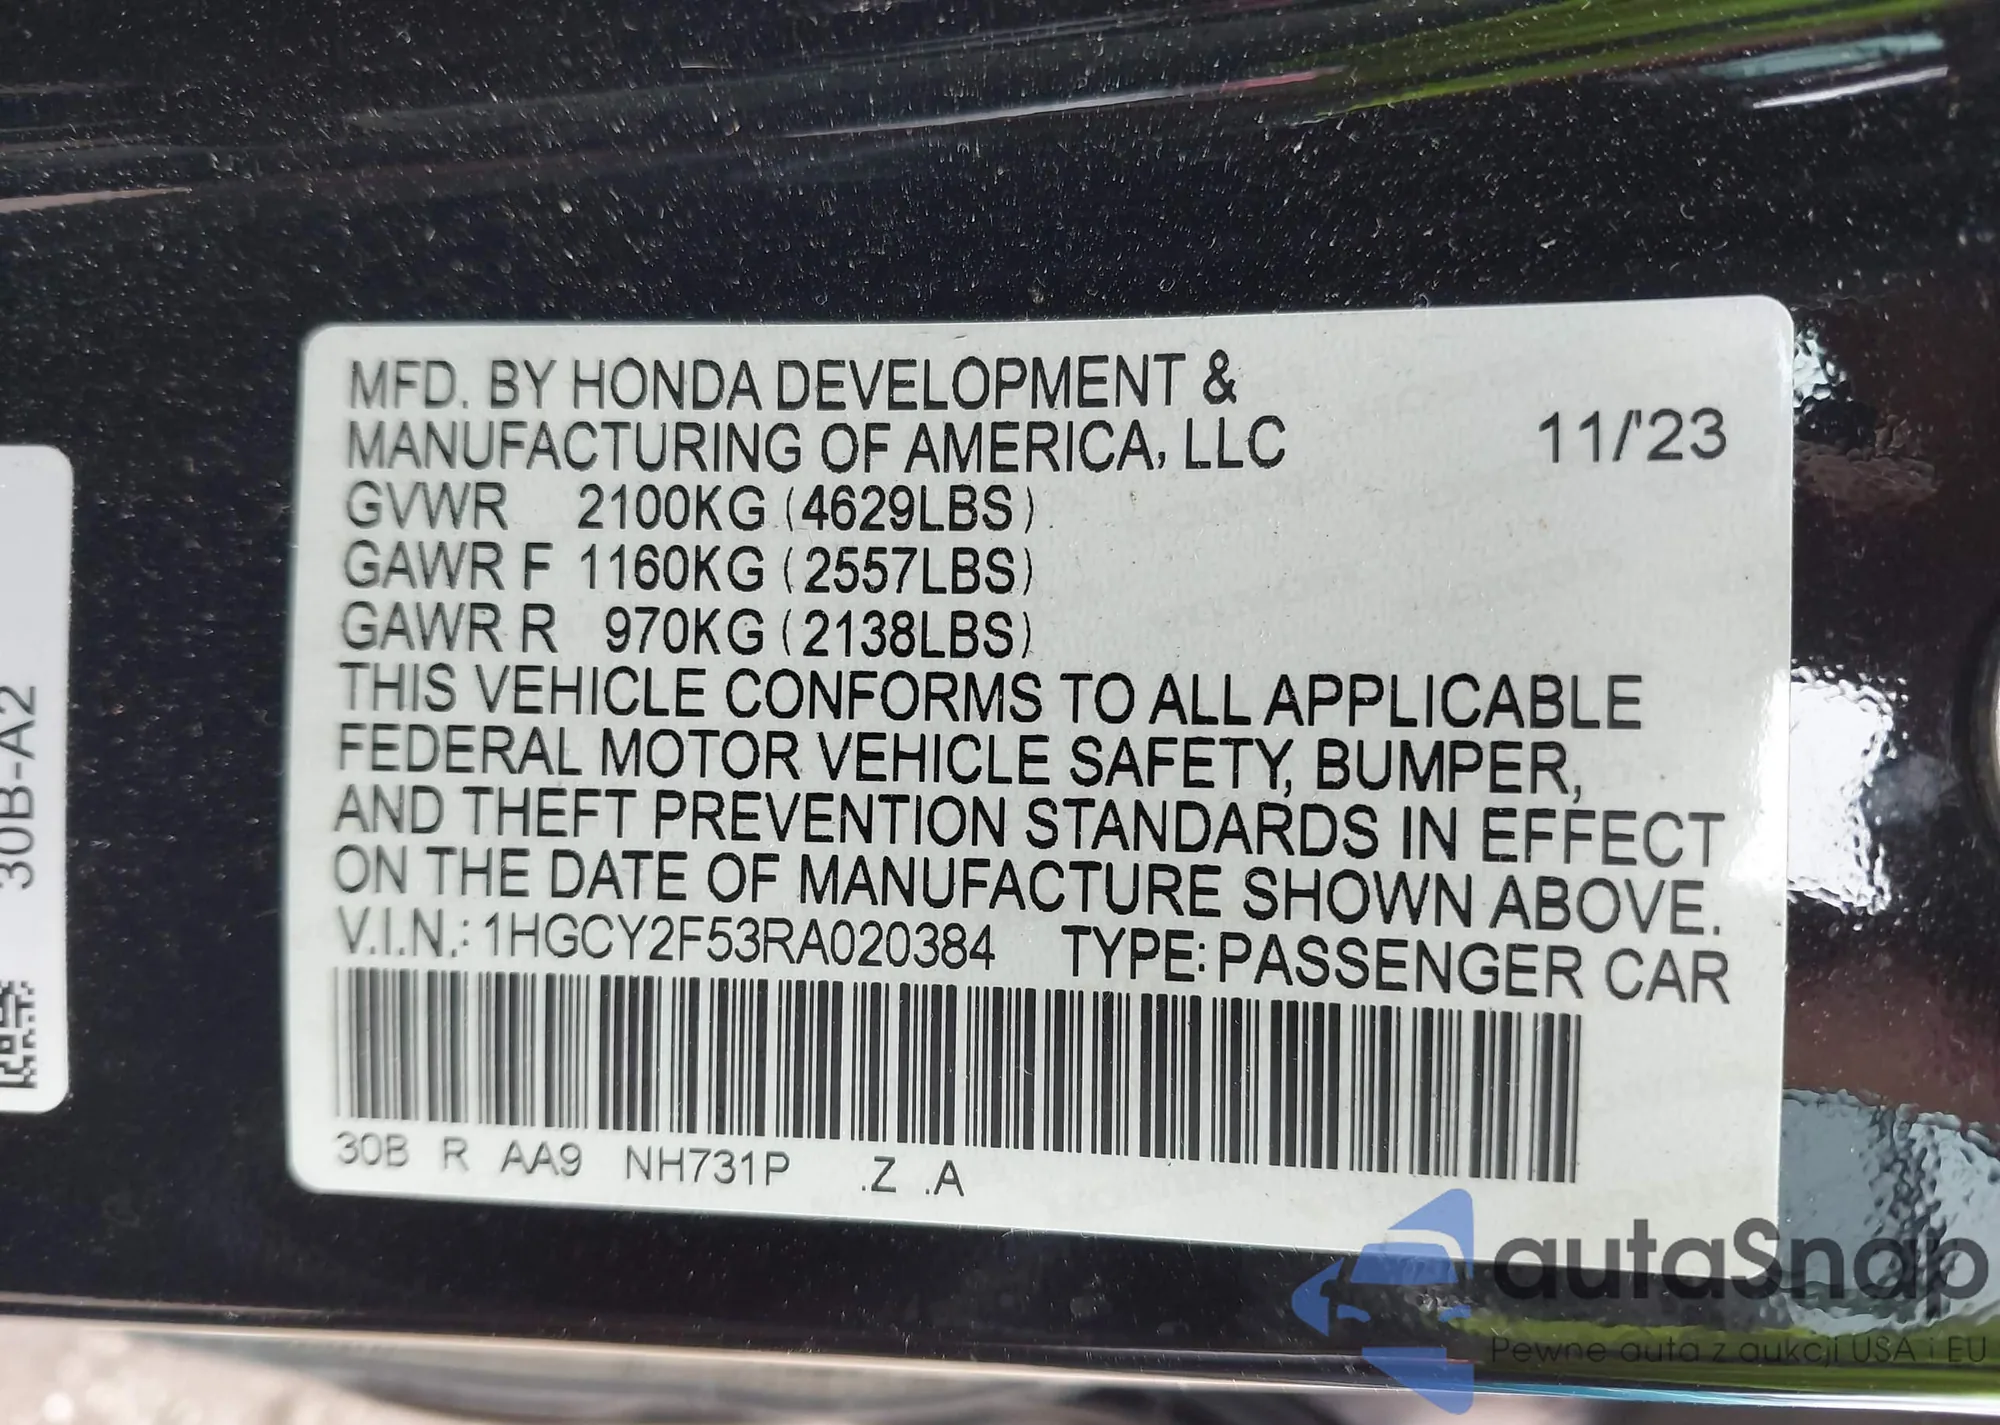 MFD. BY HONDA DEVELOPMENT &
MANUFACTURING OF AMERICA, LLC
11/'23
GVWR 2100KG (4629LBS)
GAWR F 1160KG (2557LBS)
GAWR R 970KG (2138LBS)
THIS VEHICLE CONFORMS TO ALL APPLICABLE
FEDERAL MOTOR VEHICLE SAFETY, BUMPER,
AND THEFT PREVENTION STANDARDS IN EFFECT
ON THE DATE OF MANUFACTURE SHOWN ABOVE.
V.I.N.: 1HGCY2F53RA020384 TYPE: PASSENGER CAR
30B R AA9 NH731P .Z .A
30B-A2
autaSnap
Pewne auta z aukcji USA i EU